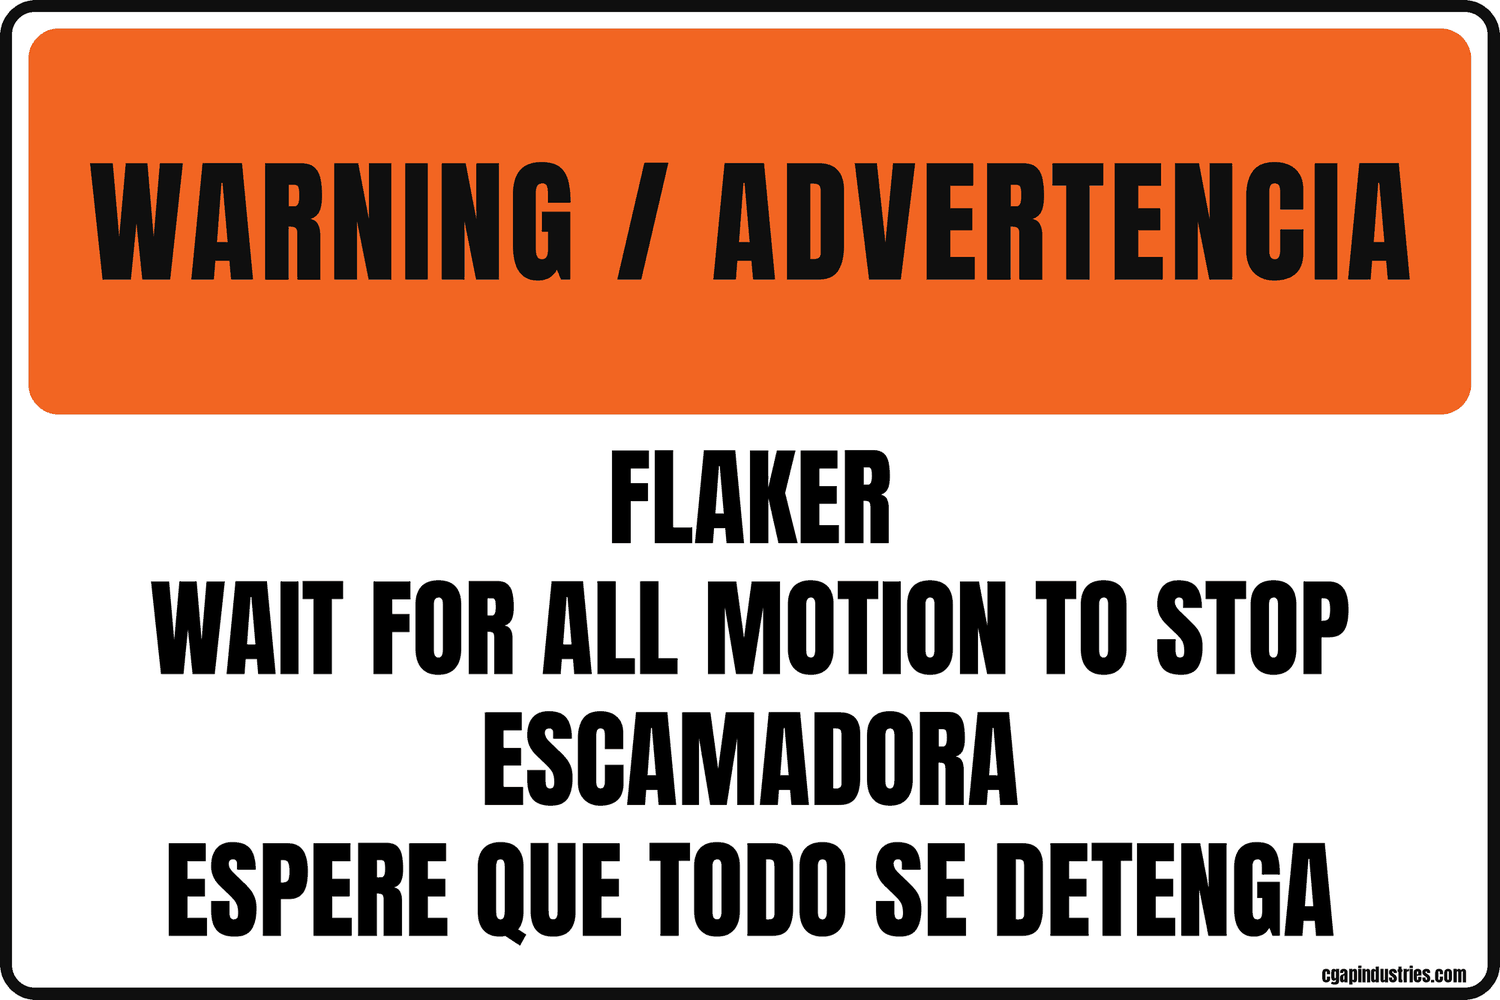 WARNING / ADVERTENCIA
FLAKER
WAIT FOR ALL MOTION TO STOP
ESCAMADORA
ESPERE QUE TODO SE DETENGA
cgapindustries.com